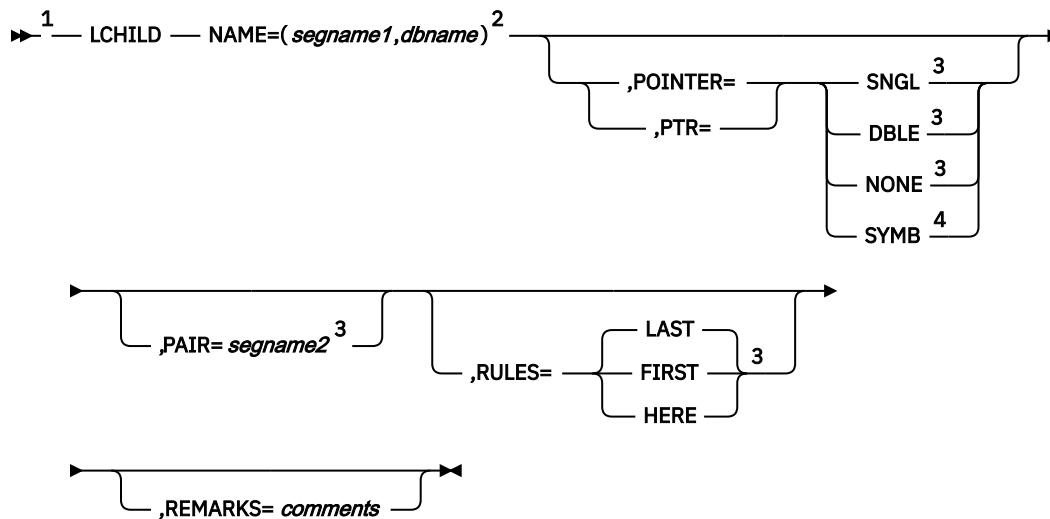 1 LCHILD NAME=( segname1,dbname) 2
,POINTER= SNGL 3
,PTR= DBLE 3
NONE 3
SYMB 4
,PAIR= segname2 3
,RULES= LAST
FIRST 3
HERE
,REMARKS= comments